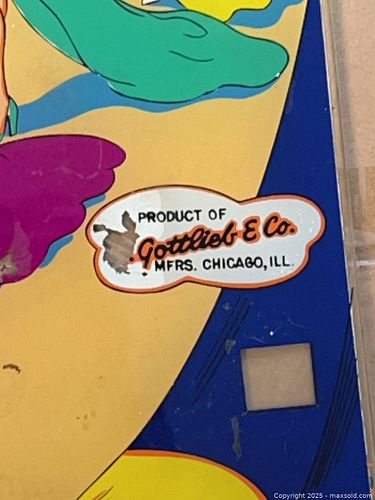 PRODUCT OF
Gottlieb & Co.
MFRS. CHICAGO, ILL.
Copyright 2025 - maxsold.com